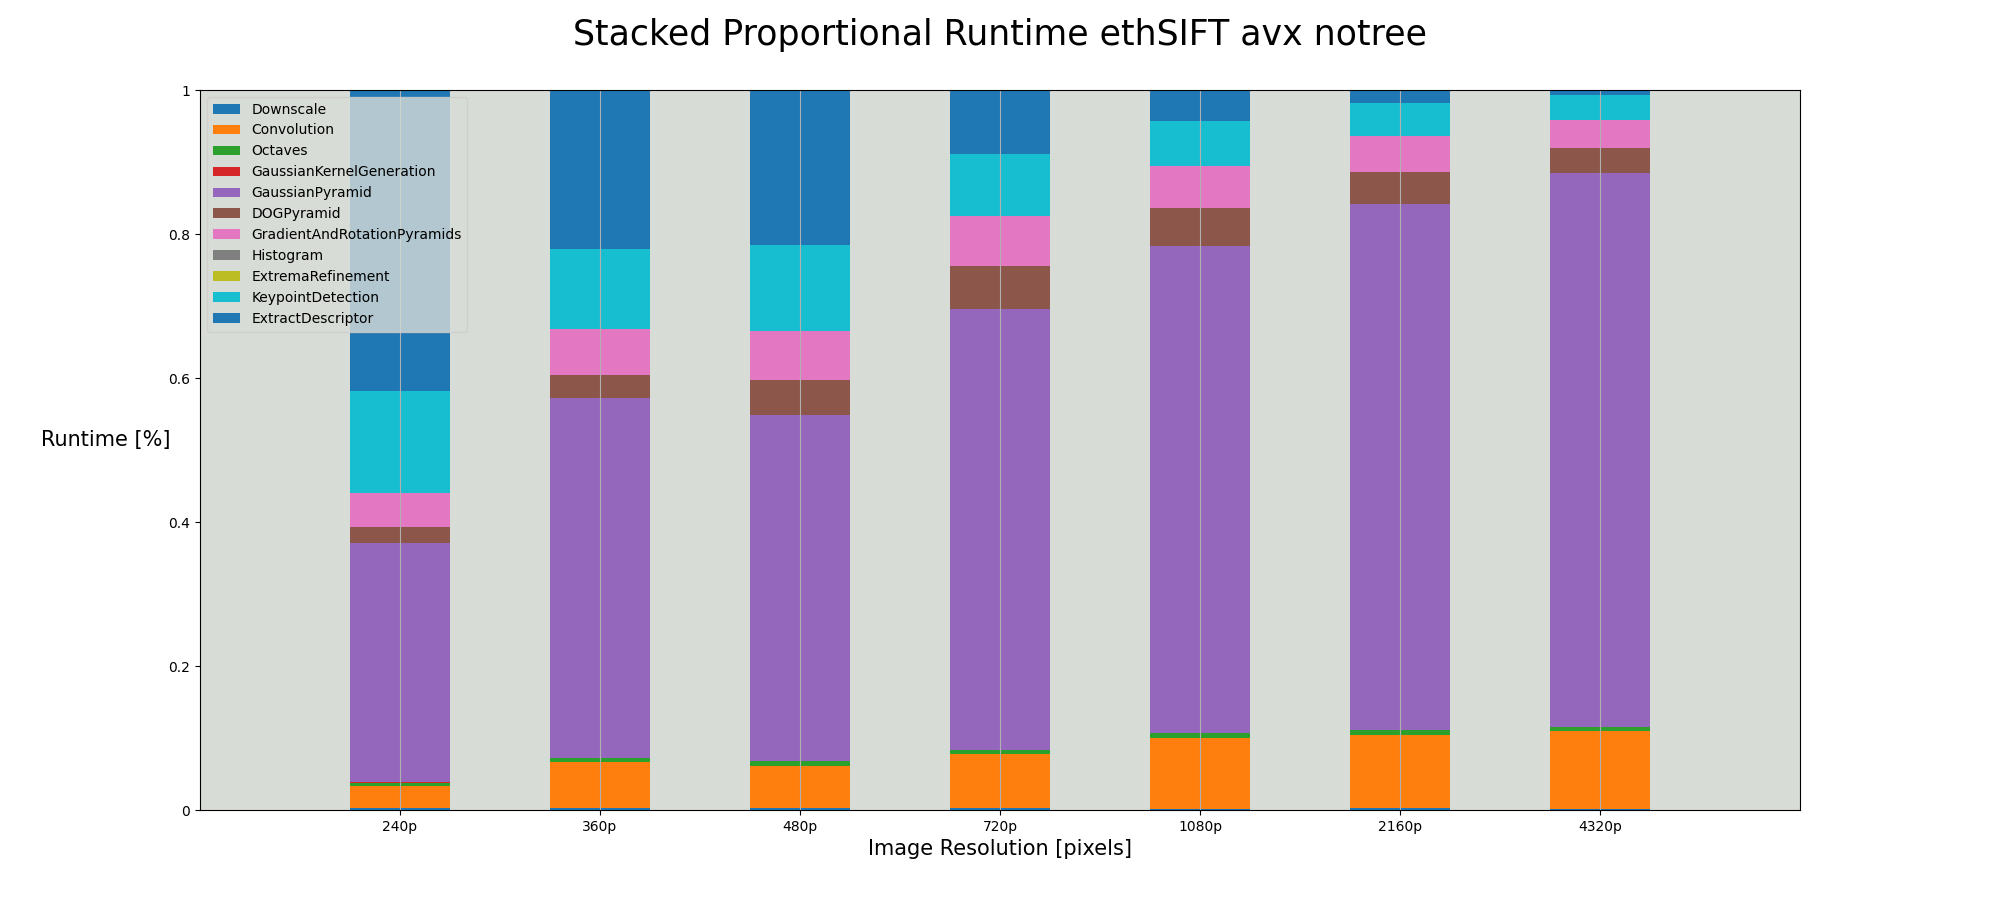 Stacked Proportional Runtime ethSIFT avx notree
1
0.8
0.6
0.4
0.2
0
Runtime [%]
Downscale
Convolution
Octaves
GaussianKernelGeneration
GaussianPyramid
DOGPyramid
GradientAndRotationPyramids
Histogram
ExtremaRefinement
KeypointDetection
ExtractDescriptor
240p 360p 480p 720p 1080p 2160p 4320p
Image Resolution [pixels]